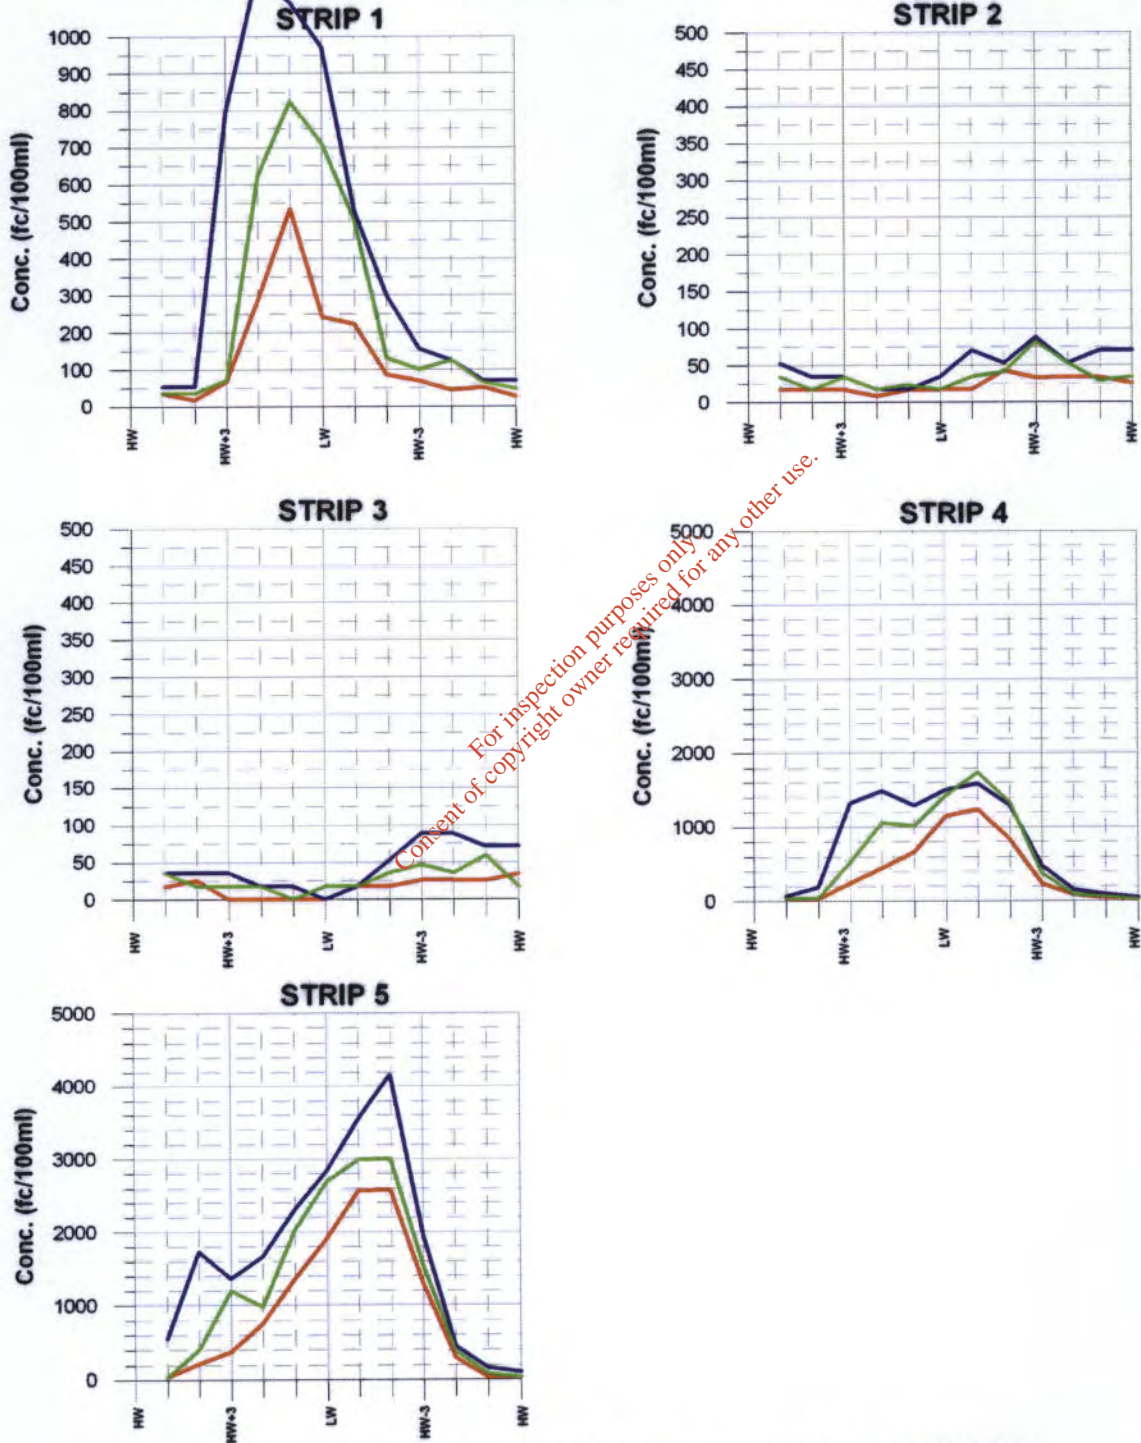 STRIP 1
Conc. (fc/100ml)
1000
900
800
700
600
500
400
300
200
100
0
HW
HW+3
LW
HW-3
HW
STRIP 2
Conc. (fc/100ml)
500
450
400
350
300
250
200
150
100
50
0
HW
HW+3
LW
HW-3
HW
STRIP 3
Conc. (fc/100ml)
500
450
400
350
300
250
200
150
100
50
0
HW
HW+3
LW
HW-3
HW
STRIP 4
Conc. (fc/100ml)
5000
4000
3000
2000
1000
0
HW
HW+3
LW
HW-3
HW
STRIP 5
Conc. (fc/100ml)
5000
4000
3000
2000
1000
0
HW
HW+3
LW
HW-3
HW
For inspection purposes only.
Consent of copyright owner required for any other use.